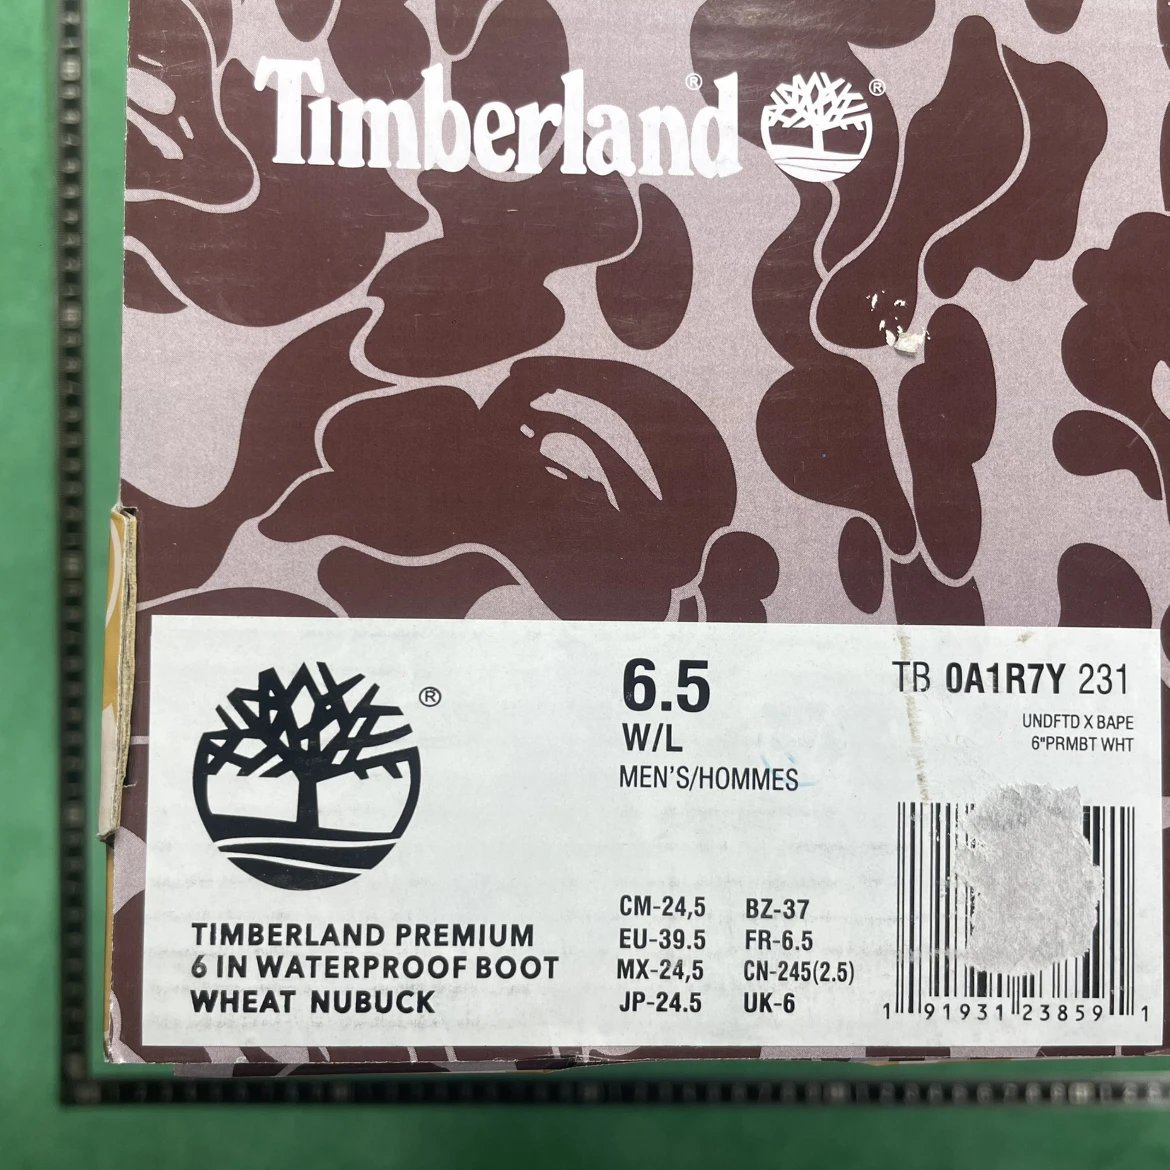 Timberland®
®
®
6.5
W/L
MEN'S/HOMMES
TB 0A1R7Y 231
UNDFTD X BAPE
6"PRMBT WHT
TIMBERLAND PREMIUM
6 IN WATERPROOF BOOT
WHEAT NUBUCK
CM-24,5 BZ-37
EU-39.5 FR-6.5
MX-24,5 CN-245(2.5)
JP-24.5 UK-6
1 91931 23859 1